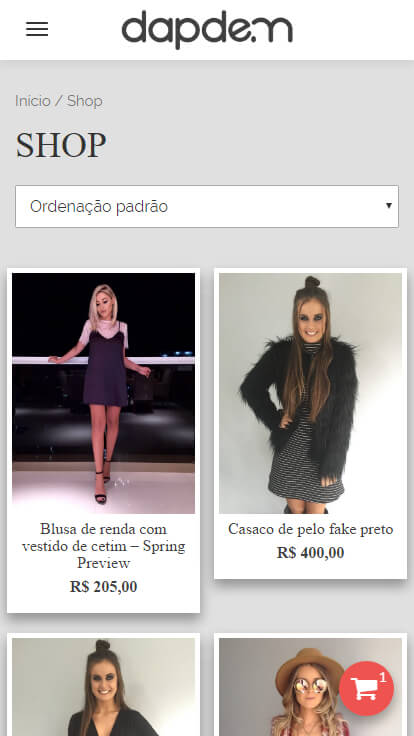 dapdem
Início / Shop
SHOP
Ordenação padrão
Blusa de renda com
vestido de cetim – Spring
Preview
R$ 205,00
Casaco de pelo fake preto
R$ 400,00
1